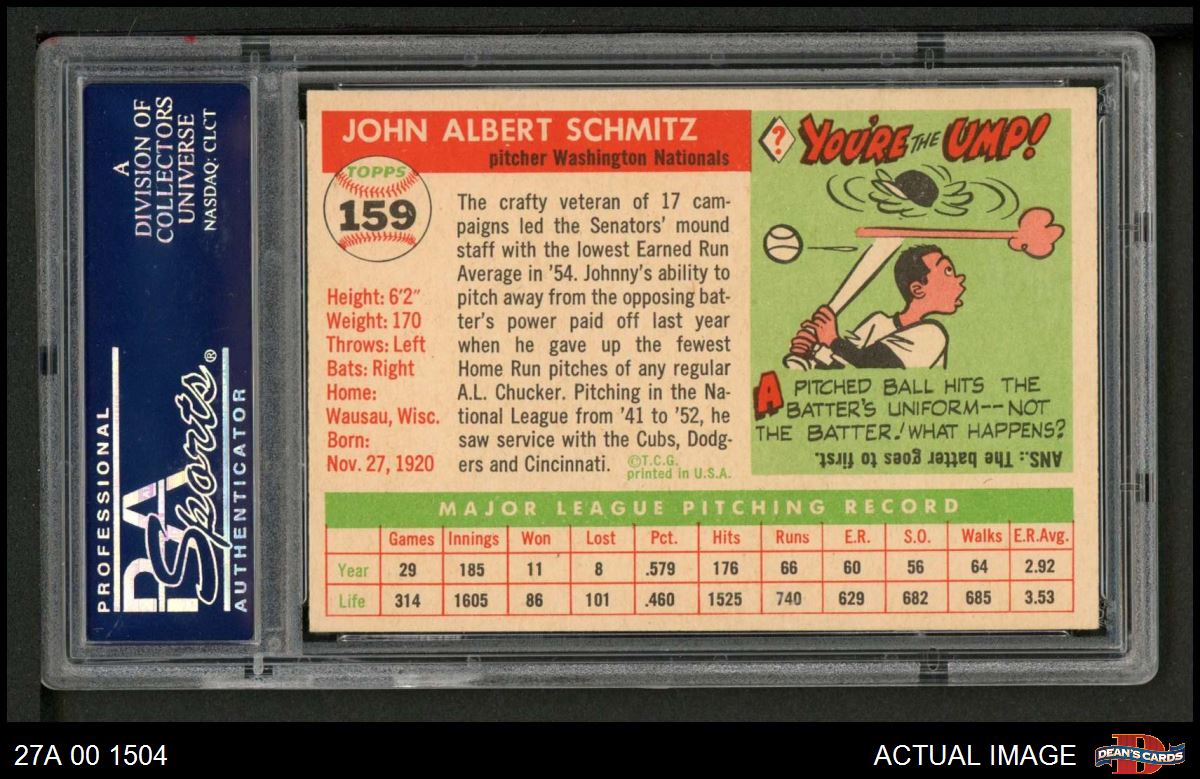 A
DIVISION OF
COLLECTORS
UNIVERSE
NASDAQ: CLCT
PROFESSIONAL
PSA
Sports®
AUTHENTICATOR
JOHN ALBERT SCHMITZ
pitcher Washington Nationals
TOPPS
159
Height: 6'2"
Weight: 170
Throws: Left
Bats: Right
Home:
Wausau, Wisc.
Born:
Nov. 27, 1920
The crafty veteran of 17 cam-
paigns led the Senators' mound
staff with the lowest Earned Run
Average in '54. Johnny's ability to
pitch away from the opposing bat-
ter's power paid off last year
when he gave up the fewest
Home Run pitches of any regular
A.L. Chucker. Pitching in the Na-
tional League from '41 to '52, he
saw service with the Cubs, Dodg-
ers and Cincinnati.
©T.C.G.
printed in U.S.A.
? YOU'RE THE UMP!
A PITCHED BALL HITS THE
BATTER'S UNIFORM--NOT
THE BATTER! WHAT HAPPENS?
ANS.: The batter goes to first.
MAJOR LEAGUE PITCHING RECORD
Games Innings Won Lost Pct. Hits Runs E.R. S.O. Walks E.R.Avg.
Year 29 185 11 8 .579 176 66 60 56 64 2.92
Life 314 1605 86 101 .460 1525 740 629 682 685 3.53
27A 00 1504
ACTUAL IMAGE
DEAN'S CARDS